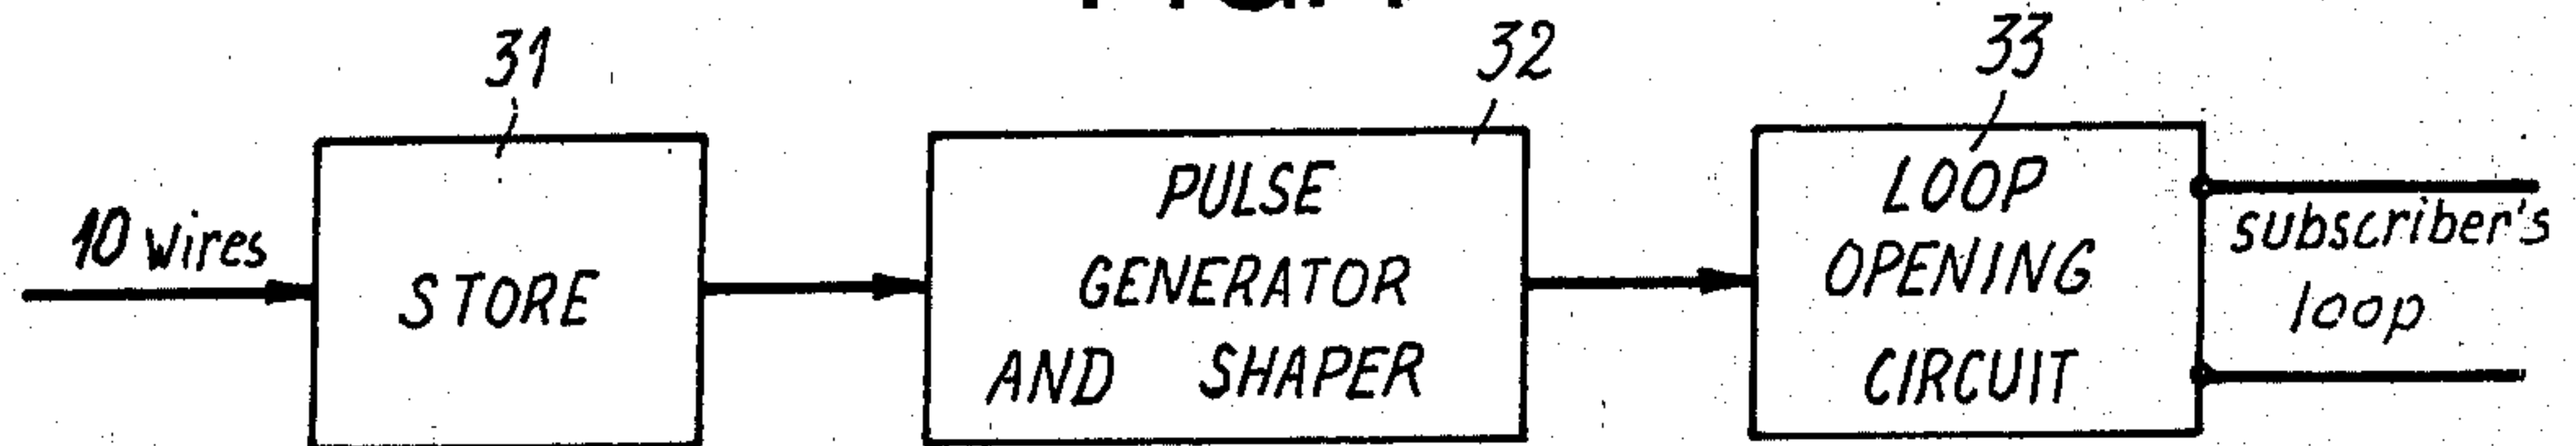 31
32
33
10 wires
STORE
PULSE
GENERATOR
AND SHAPER
LOOP
OPENING
CIRCUIT
subscriber's
loop